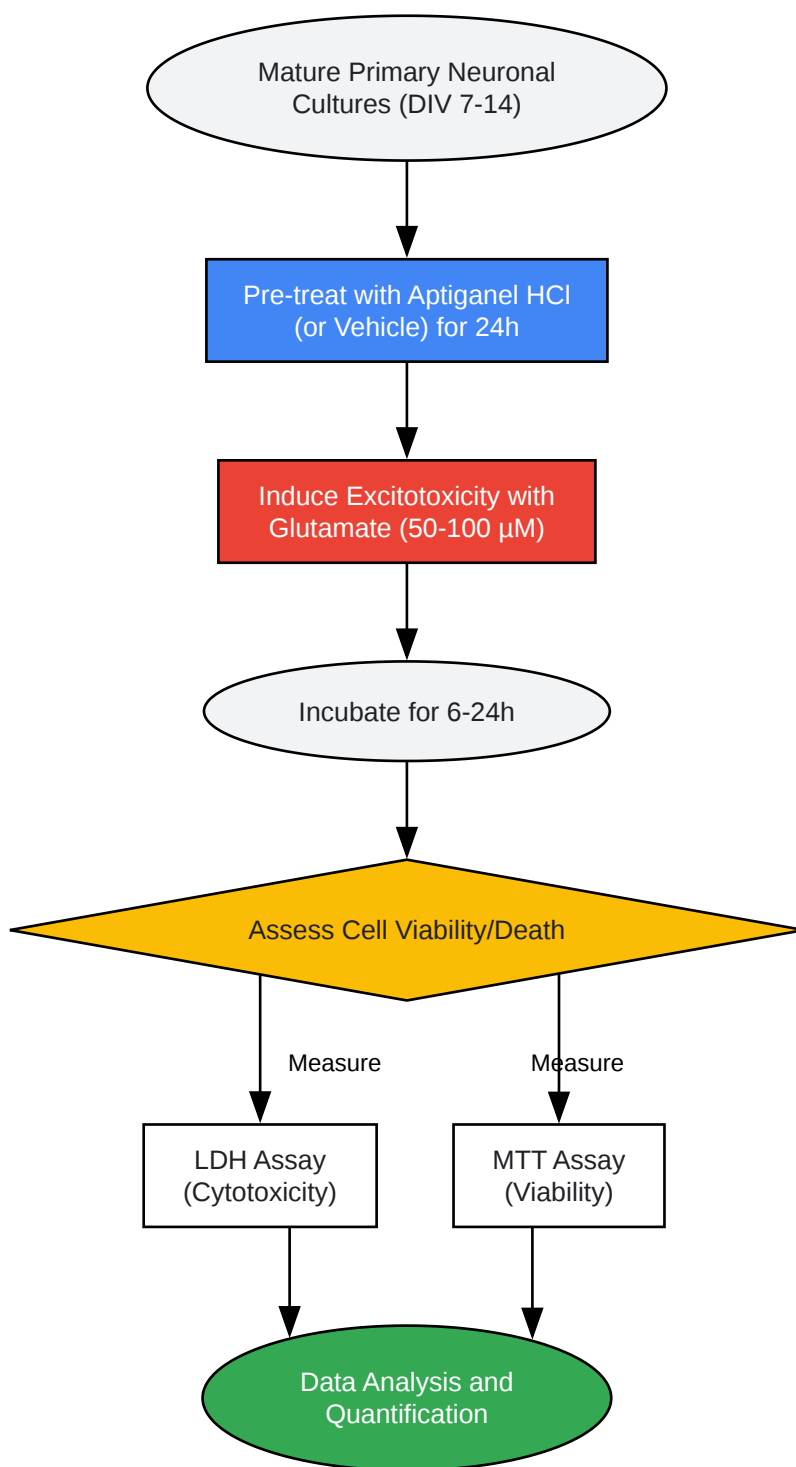 Mature Primary Neuronal
Cultures (DIV 7-14)
Pre-treat with Aptiganel HCl
(or Vehicle) for 24h
Induce Excitotoxicity with
Glutamate (50-100 µM)
Incubate for 6-24h
Assess Cell Viability/Death
Measure
Measure
LDH Assay
(Cytotoxicity)
MTT Assay
(Viability)
Data Analysis and
Quantification